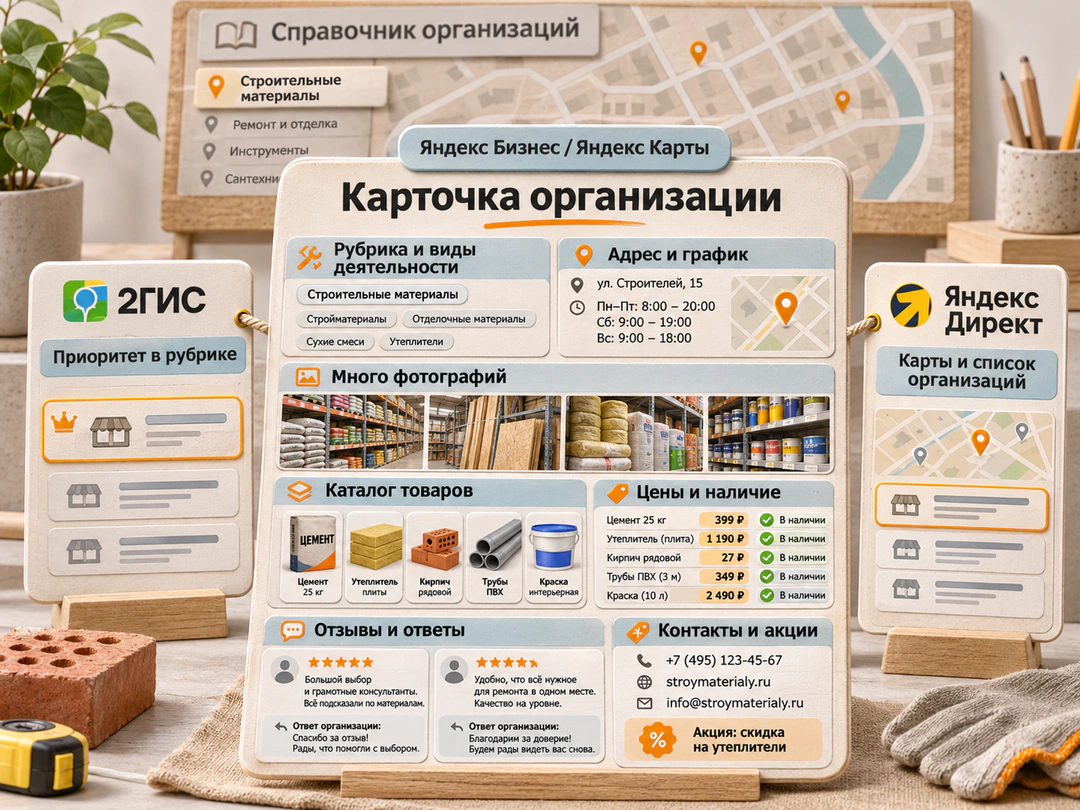 Справочник организаций
Строительные
материалы
Ремонт и отделка
Инструменты
Яндекс Бизнес / Яндекс Карты
Карточка организации
Рубрика и виды
деятельности
Строительные материалы
Стройматериалы
Отделочные материалы
Сухие смеси
Утеплители
Адрес и график
ул. Строителей, 15
Пн–Пт: 8:00 – 20:00
Сб: 9:00 – 19:00
Вс: 9:00 – 18:00
Много фотографий
Каталог товаров
ЦЕМЕНТ
Цемент
25 кг
Утеплитель
плиты
Кирпич
рядовой
Трубы
ПВХ
Краска
интерьерная
Цены и наличие
Цемент 25 кг 399 ₽ В наличии
Утеплитель (плита) 1 190 ₽ В наличии
Кирпич рядовой 27 ₽ В наличии
Трубы ПВХ (3 м) 349 ₽ В наличии
Краска (10 л) 2 490 ₽ В наличии
Отзывы и ответы
Большой выбор
и грамотные консультанты.
Всё подсказали по материалам.
Ответ организации:
Спасибо за отзыв!
Рады, что помогли с выбором.
Удобно, что всё нужное
для ремонта в одном месте.
Качество на уровне.
Ответ организации:
Благодарим за доверие!
Будем рады видеть вас снова.
Контакты и акции
+7 (495) 123-45-67
stroymaterialy.ru
info@stroymaterialy.ru
%
Акция: скидка
на утеплители
2ГИС
Приоритет в рубрике
Яндекс
Директ
Карты и список
организаций